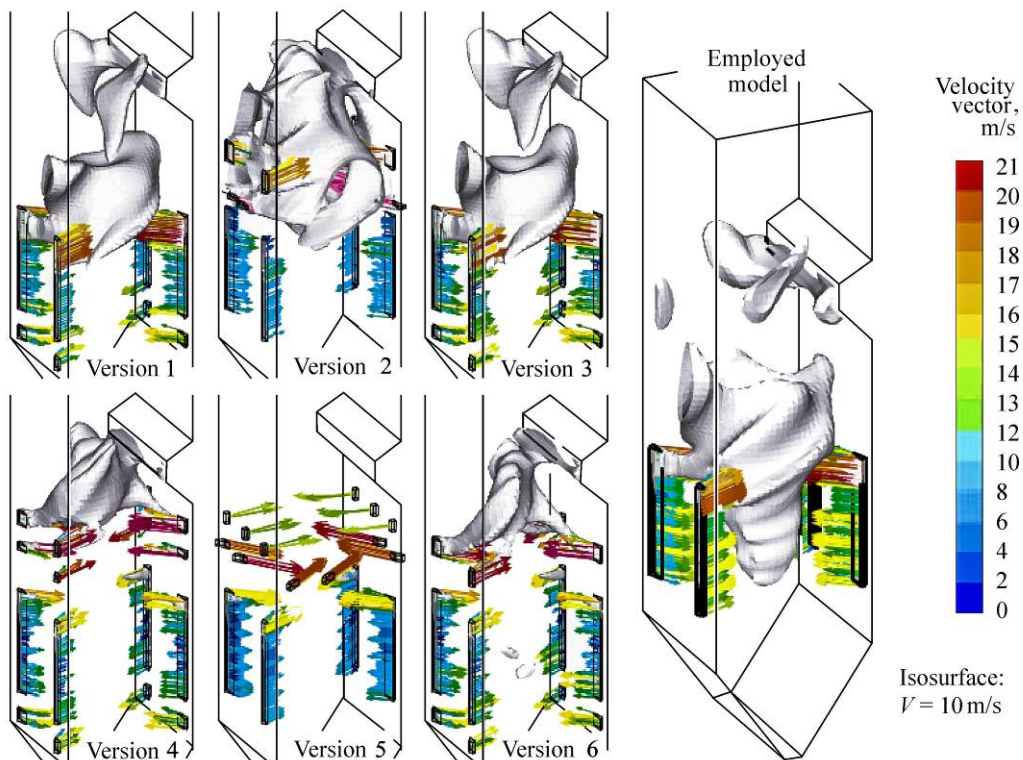 Version 1
Version 2
Version 3
Version 4
Version 5
Version 6
Employed
model
Velocity
vector,
m/s
21
20
19
18
17
16
15
14
13
12
10
8
6
4
2
0
Isosurface:
V = 10 m/s